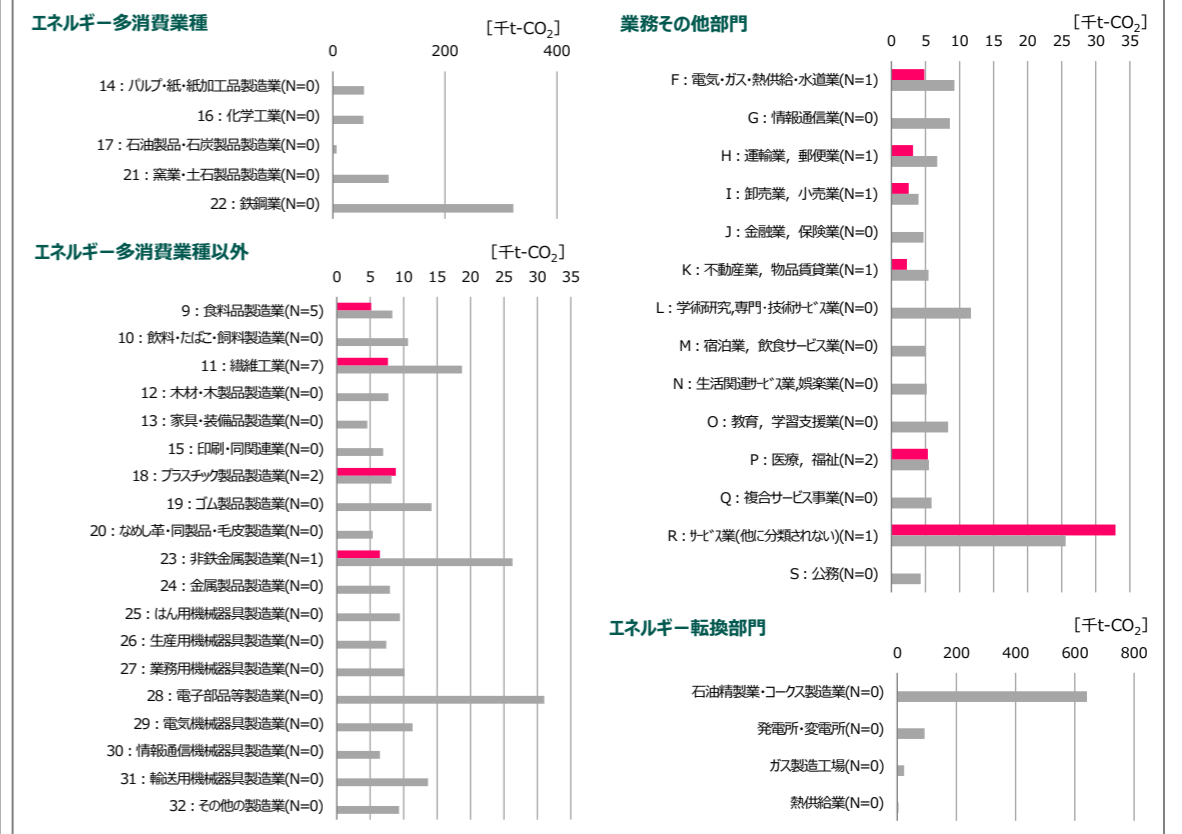 エネルギー多消費業種
[千t-CO₂]
0 200 400
14：パルプ・紙・紙加工品製造業(N=0)
16：化学工業(N=0)
17：石油製品・石炭製品製造業(N=0)
21：窯業・土石製品製造業(N=0)
22：鉄鋼業(N=0)
エネルギー多消費業種以外
[千t-CO₂]
0 5 10 15 20 25 30 35
9：食料品製造業(N=5)
10：飲料・たばこ・飼料製造業(N=0)
11：繊維工業(N=7)
12：木材・木製品製造業(N=0)
13：家具・装備品製造業(N=0)
15：印刷・同関連業(N=0)
18：プラスチック製品製造業(N=2)
19：ゴム製品製造業(N=0)
20：なめし革・同製品・毛皮製造業(N=0)
23：非鉄金属製造業(N=1)
24：金属製品製造業(N=0)
25：はん用機械器具製造業(N=0)
26：生産用機械器具製造業(N=0)
27：業務用機械器具製造業(N=0)
28：電子部品等製造業(N=0)
29：電気機械器具製造業(N=0)
30：情報通信機械器具製造業(N=0)
31：輸送用機械器具製造業(N=0)
32：その他の製造業(N=0)
業務その他部門
[千t-CO₂]
0 5 10 15 20 25 30 35
F：電気・ガス・熱供給・水道業(N=1)
G：情報通信業(N=0)
H：運輸業，郵便業(N=1)
I：卸売業，小売業(N=1)
J：金融業，保険業(N=0)
K：不動産業，物品賃貸業(N=1)
L：学術研究,専門・技術サービス業(N=0)
M：宿泊業，飲食サービス業(N=0)
N：生活関連サービス業,娯楽業(N=0)
O：教育，学習支援業(N=0)
P：医療，福祉(N=2)
Q：複合サービス事業(N=0)
R：サービス業(他に分類されない)(N=1)
S：公務(N=0)
エネルギー転換部門
[千t-CO₂]
0 200 400 600 800
石油精製業・コークス製造業(N=0)
発電所・変電所(N=0)
ガス製造工場(N=0)
熱供給業(N=0)